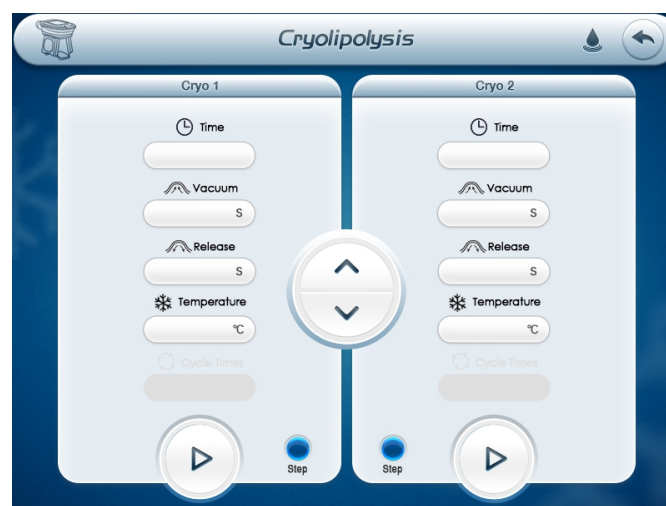 Cryolipolysis
Cryo 1
Time
Vacuum
S
Release
S
Temperature
℃
Cycle Times
Step
Cryo 2
Time
Vacuum
S
Release
S
Temperature
℃
Cycle Times
Step